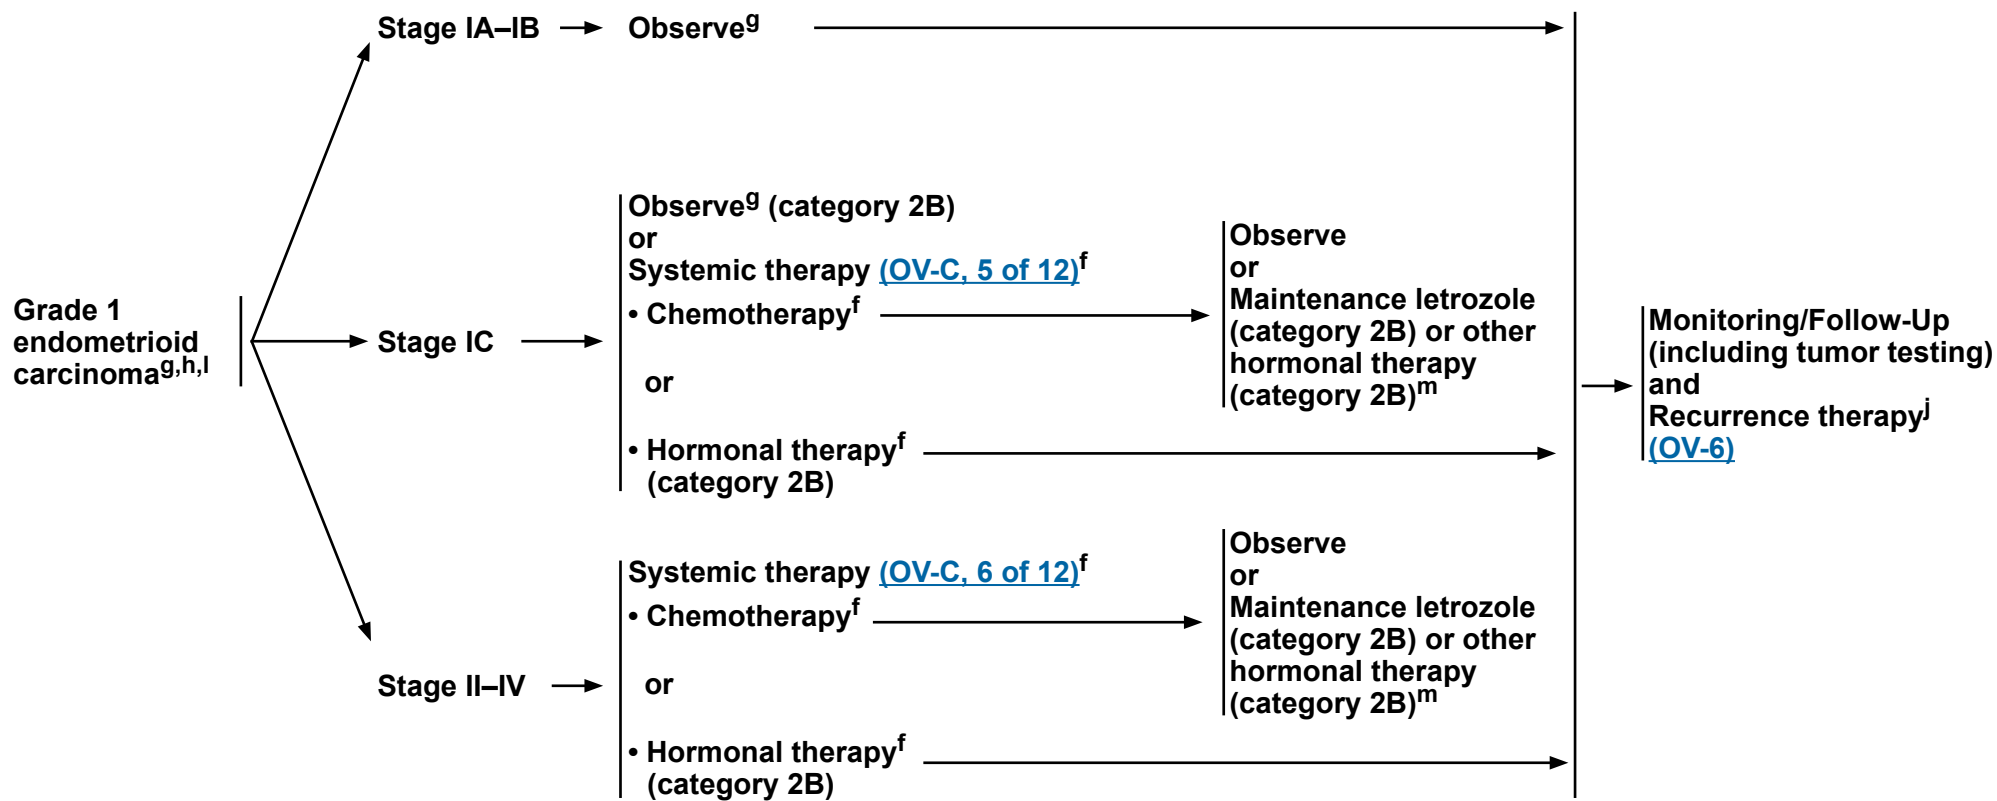 Grade 1
endometrioid
carcinomag,h,l
Stage IA–IB
Observeg
Stage IC
Observeg (category 2B)
or
Systemic therapy (OV-C, 5 of 12)f
• Chemotherapyf
or
• Hormonal therapyf
(category 2B)
Observe
or
Maintenance letrozole
(category 2B) or other
hormonal therapy
(category 2B)m
Stage II–IV
Systemic therapy (OV-C, 6 of 12)f
• Chemotherapyf
or
• Hormonal therapyf
(category 2B)
Observe
or
Maintenance letrozole
(category 2B) or other
hormonal therapy
(category 2B)m
Monitoring/Follow-Up
(including tumor testing)
and
Recurrence therapyj
(OV-6)